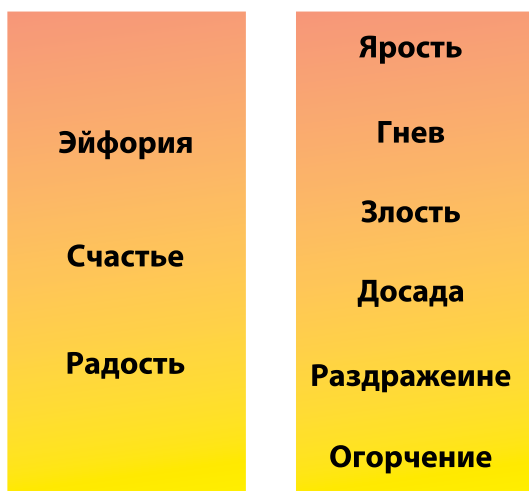 Эйфория
Счастье
Радость
Ярость
Гнев
Злость
Досада
Раздражеине
Огорчение